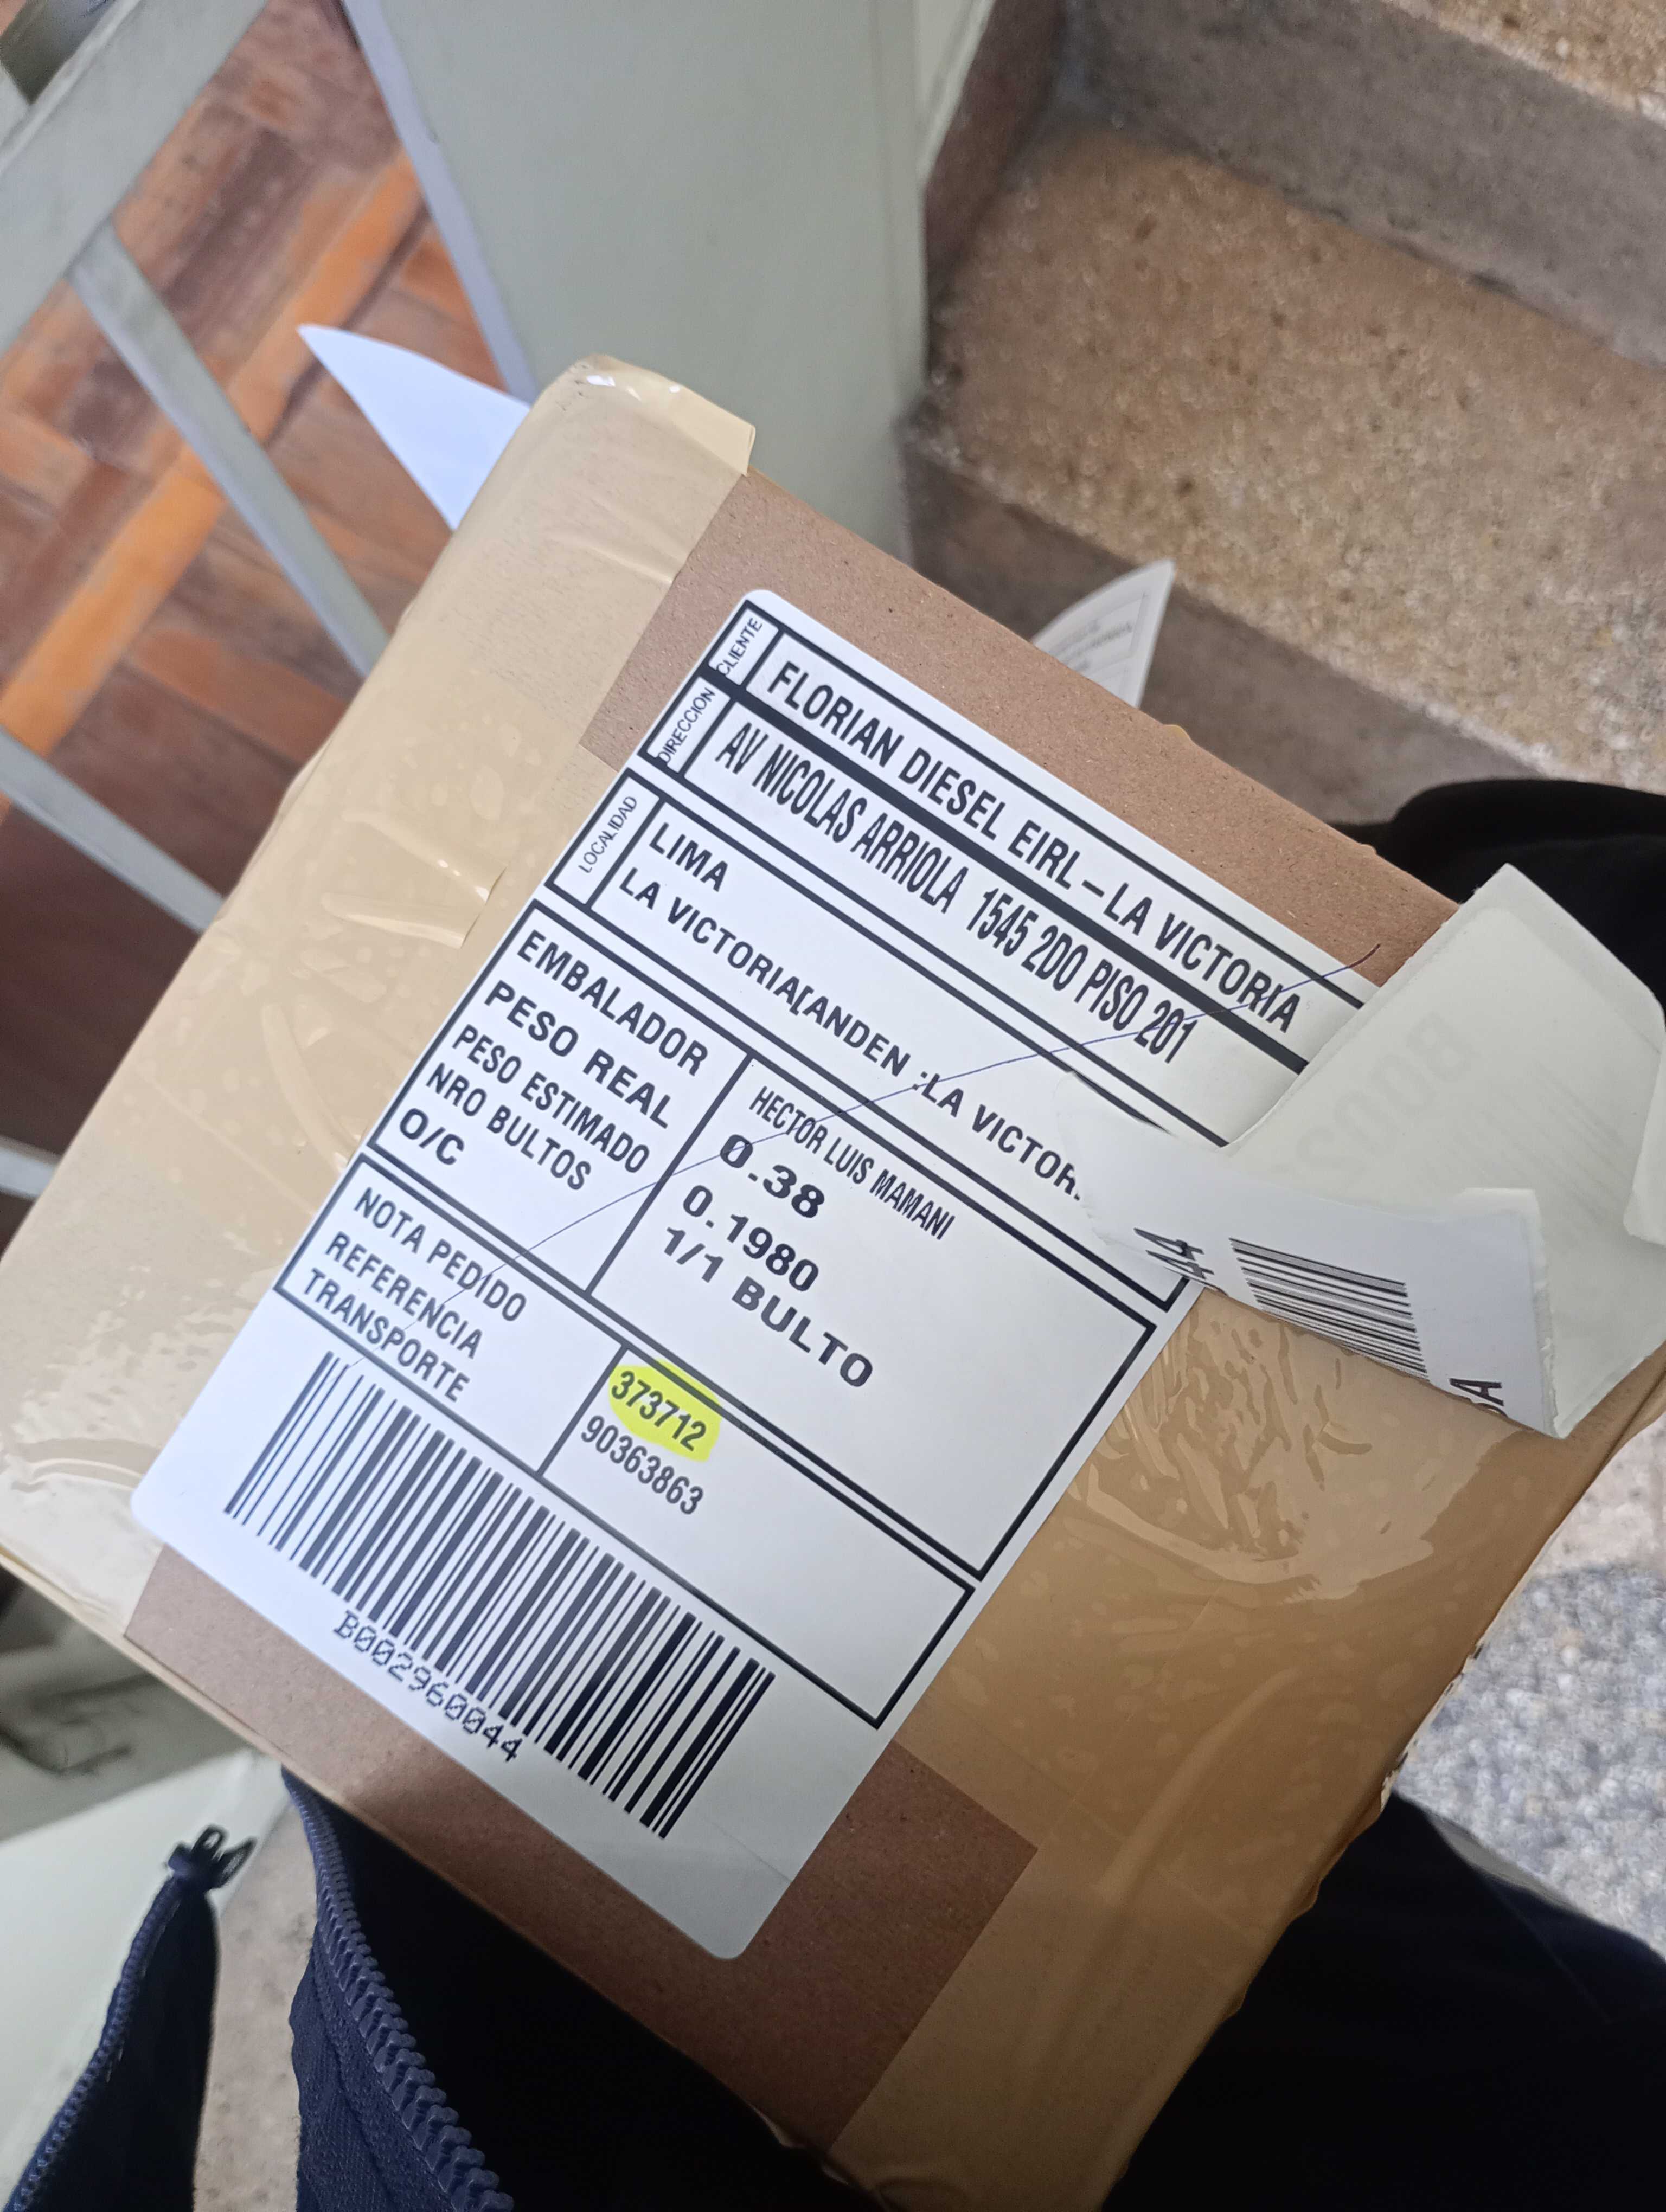 CLIENTE
FLORIAN DIESEL EIRL-LA VICTORIA
DIRECCION
AV NICOLAS ARRIOLA 1545 2DO PISO 201
LOCALIDAD
LIMA
LA VICTORIA[ANDEN :LA VICTOR
EMBALADOR HECTOR LUIS MAMANI
PESO REAL 0.38
PESO ESTIMADO 0.1980
NRO BULTOS 1/1 BULTO
O/C
NOTA PEDIDO 373712
REFERENCIA 90363863
TRANSPORTE
B002960044